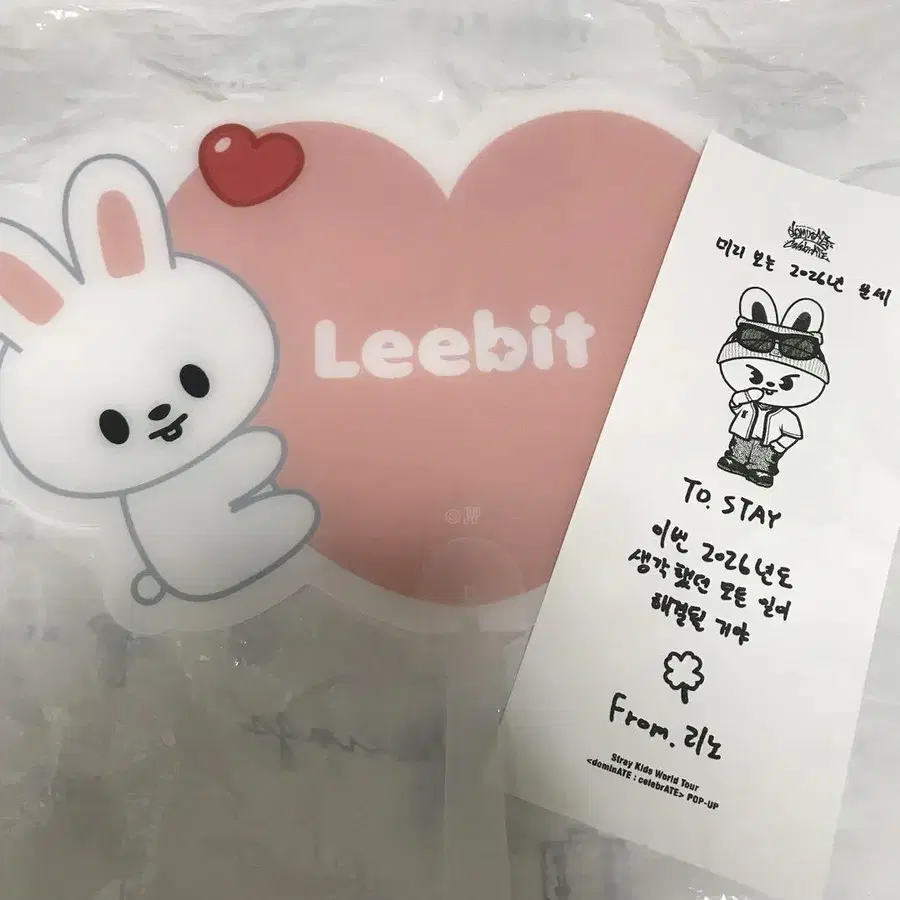 Leebit
dominATE
celebrATE
미리 보는 2026년 운세
TO. STAY
이번 2026년도
생각했던 모든 일이
해결될 거야
From. 리노
Stray Kids World Tour
<dominATE : celebrATE> POP-UP